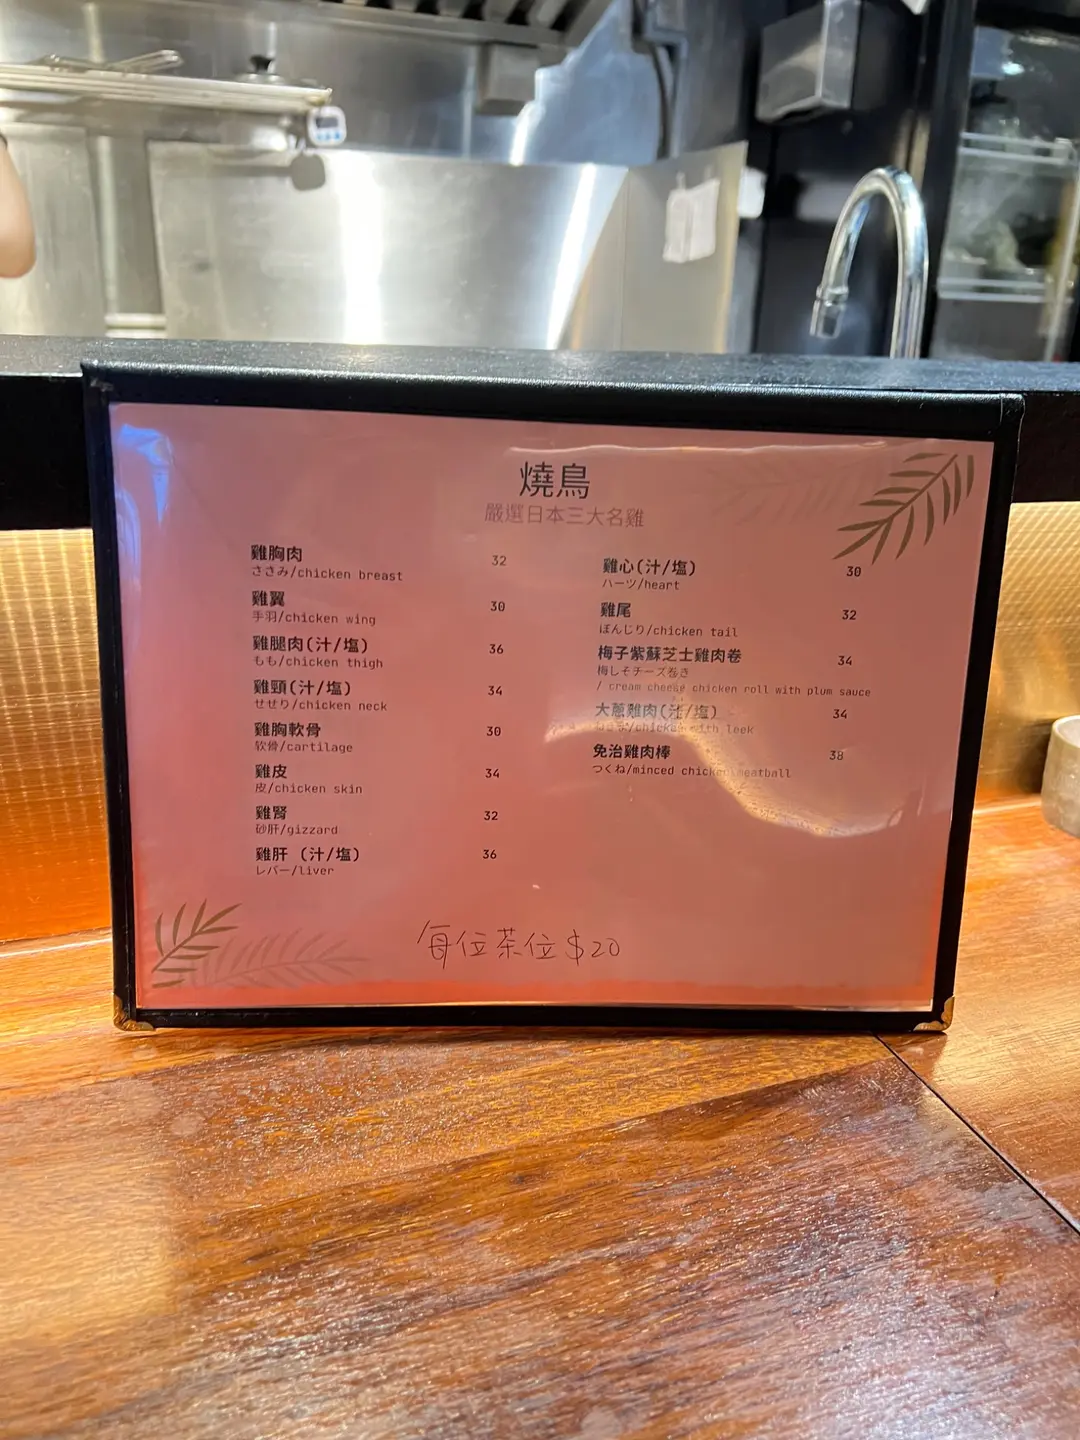 燒鳥
嚴選日本三大名雞
雞胸肉 32
ささみ/chicken breast
雞翼 30
手羽/chicken wing
雞腿肉(汁/塩) 36
もも/chicken thigh
雞頸(汁/塩) 34
せせり/chicken neck
雞胸軟骨 30
软骨/cartilage
雞皮 34
皮/chicken skin
雞腎 32
砂肝/gizzard
雞肝 (汁/塩) 36
レバー/liver
雞心(汁/塩) 30
ハーツ/heart
雞尾 32
ぼんじり/chicken tail
梅子紫蘇芝士雞肉卷 34
梅しそチーズ巻き
/ cream cheese chicken roll with plum sauce
大蔥雞肉(汁/塩) 34
/chicken with leek
免治雞肉棒 38
つくね/minced chicken meatball
每位茶位$20